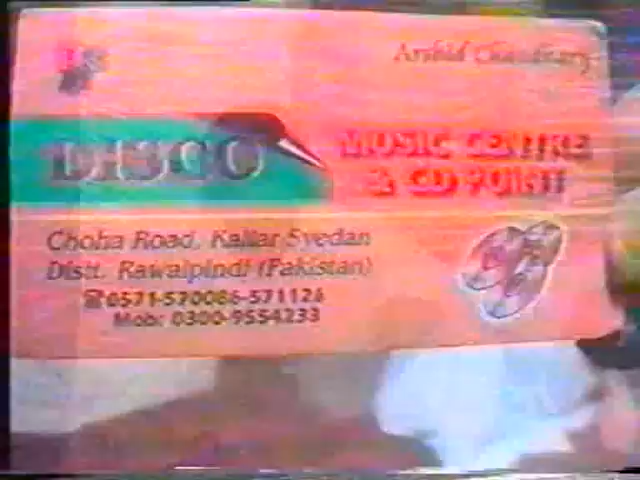 Arshid Chaudhary
DISCO
MUSIC CENTRE
& CD POINT
Choha Road, Kallar Syedan
Distt. Rawalpindi (Pakistan)
☎0571-570086-571126
Mob: 0300-9554233